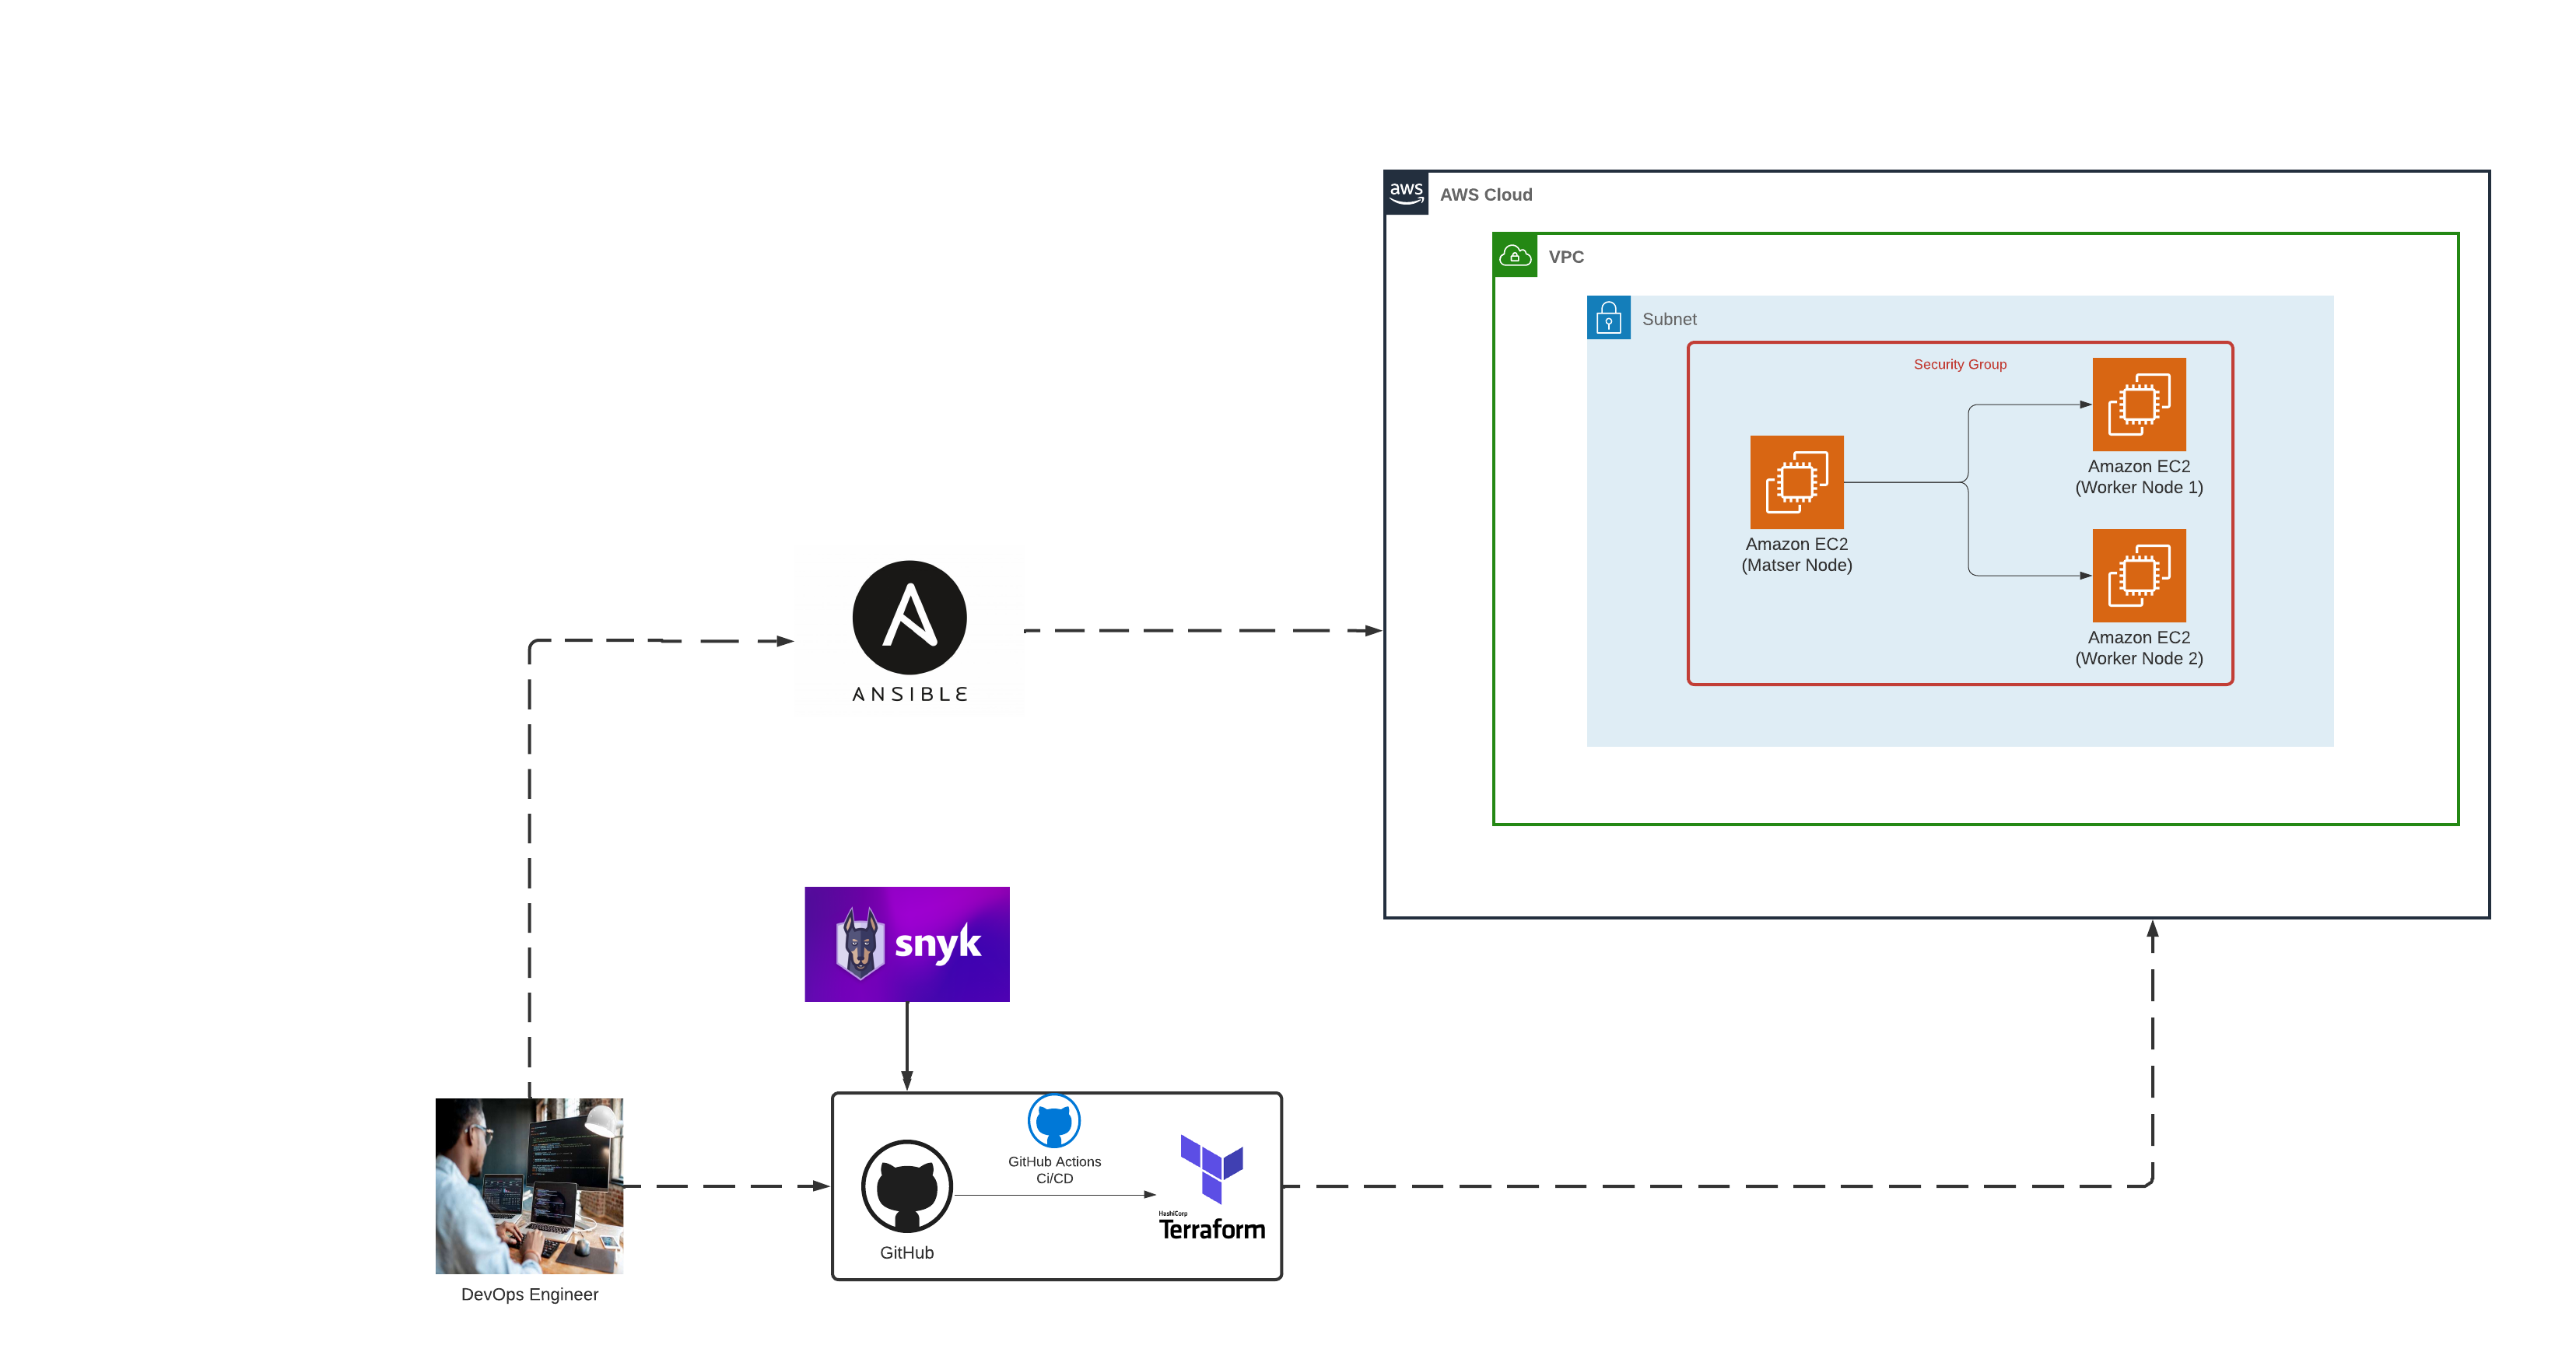 aws
AWS Cloud
VPC
Subnet
Security Group
Amazon EC2
(Worker Node 1)
Amazon EC2
(Matser Node)
Amazon EC2
(Worker Node 2)
ANSIBLE
snyk
GitHub Actions
Ci/CD
GitHub
HashiCorp
Terraform
DevOps Engineer